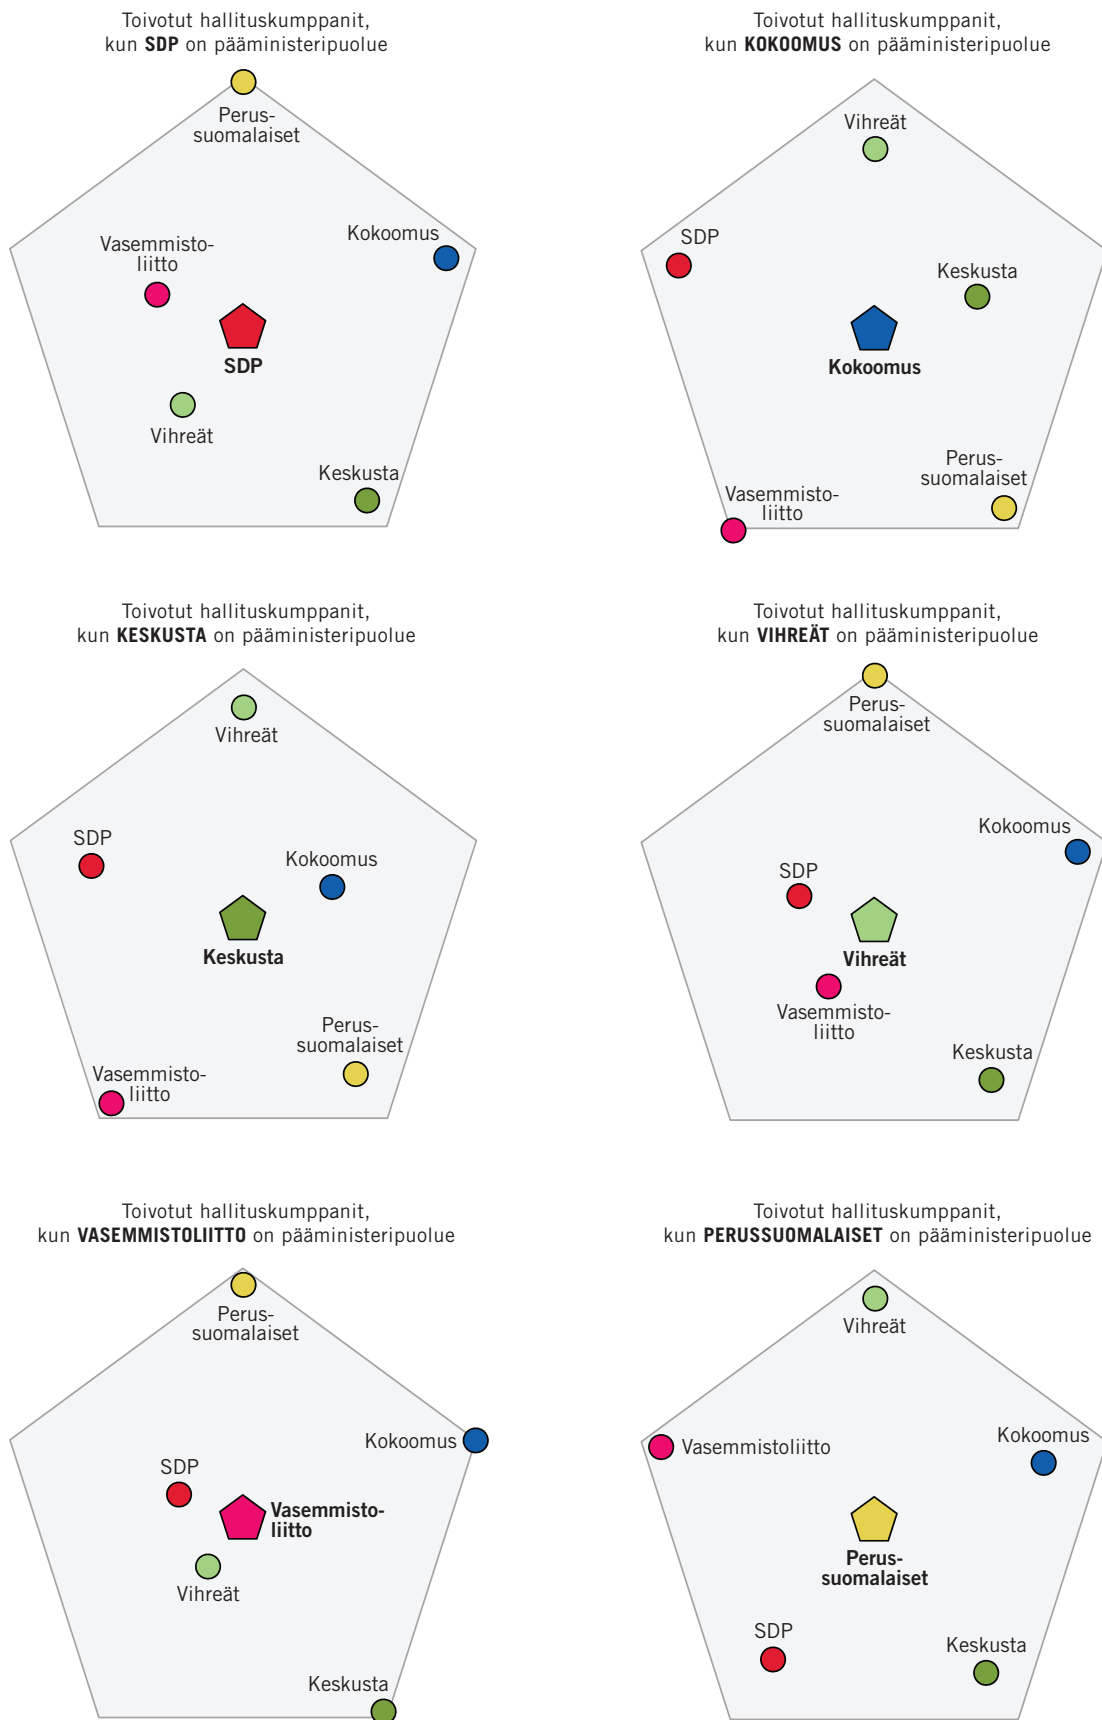 Toivotut hallituskumppanit,
kun SDP on pääministeripuolue
Perus-
suomalaiset
Kokoomus
Vasemmisto-
liitto
SDP
Vihreät
Keskusta
Toivotut hallituskumppanit,
kun KOKOOMUS on pääministeripuolue
Vihreät
SDP
Keskusta
Kokoomus
Perus-
suomalaiset
Vasemmisto-
liitto
Toivotut hallituskumppanit,
kun KESKUSTA on pääministeripuolue
Vihreät
SDP
Kokoomus
Keskusta
Perus-
suomalaiset
Vasemmisto-
liitto
Toivotut hallituskumppanit,
kun VIHREÄT on pääministeripuolue
Perus-
suomalaiset
Kokoomus
SDP
Vihreät
Vasemmisto-
liitto
Keskusta
Toivotut hallituskumppanit,
kun VASEMMISTOLIITTO on pääministeripuolue
Perus-
suomalaiset
Kokoomus
SDP
Vasemmisto-
liitto
Vihreät
Keskusta
Toivotut hallituskumppanit,
kun PERUSSUOMALAISET on pääministeripuolue
Vihreät
Kokoomus
Vasemmistoliitto
Perus-
suomalaiset
SDP
Keskusta